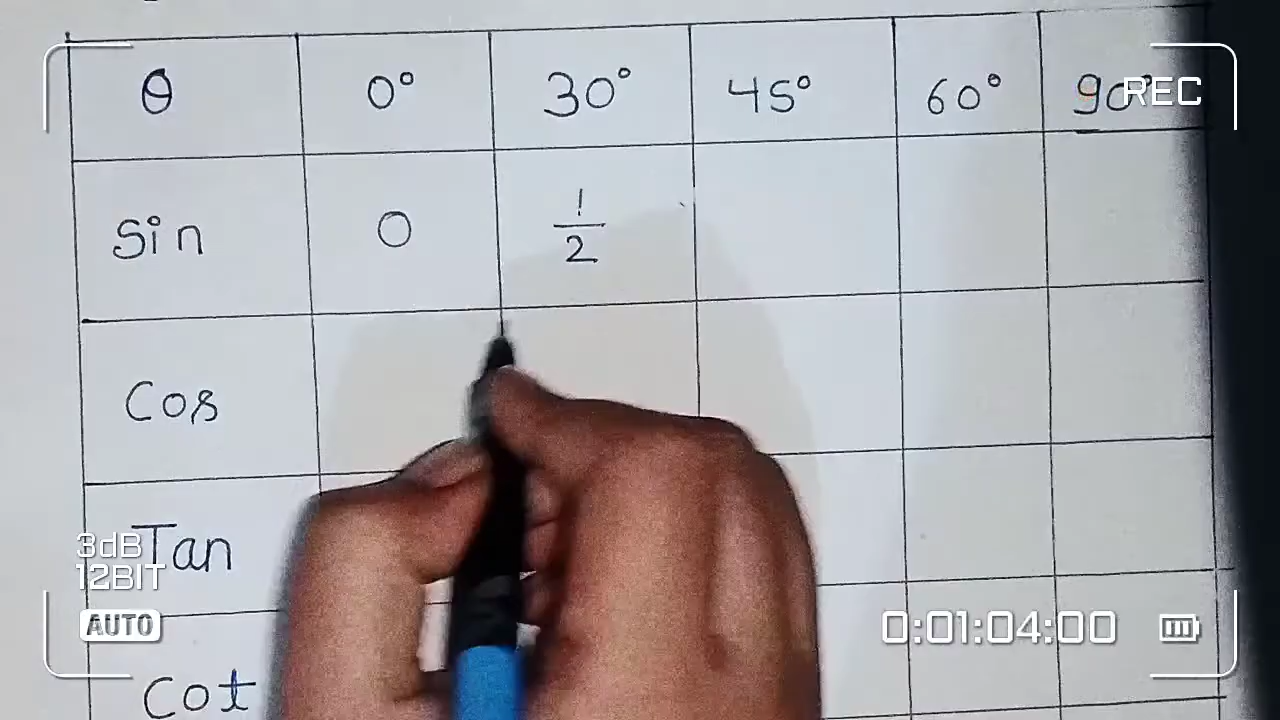 θ 0° 30° 45° 60° 90°
REC
Sin 0 1/2
Cos
Tan
3dB
12BIT
AUTO
0:01:04:00
Cot